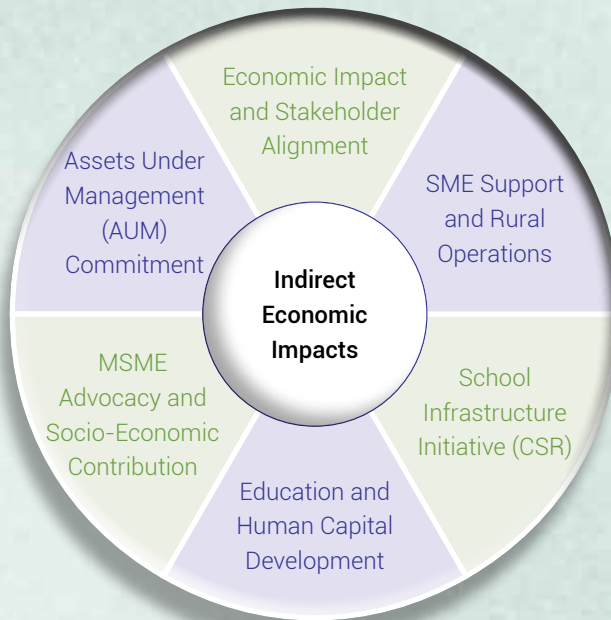 Economic Impact
and Stakeholder
Alignment
SME Support
and Rural
Operations
School
Infrastructure
Initiative (CSR)
Education and
Human Capital
Development
MSME
Advocacy and
Socio-Economic
Contribution
Assets Under
Management
(AUM)
Commitment
Indirect
Economic
Impacts